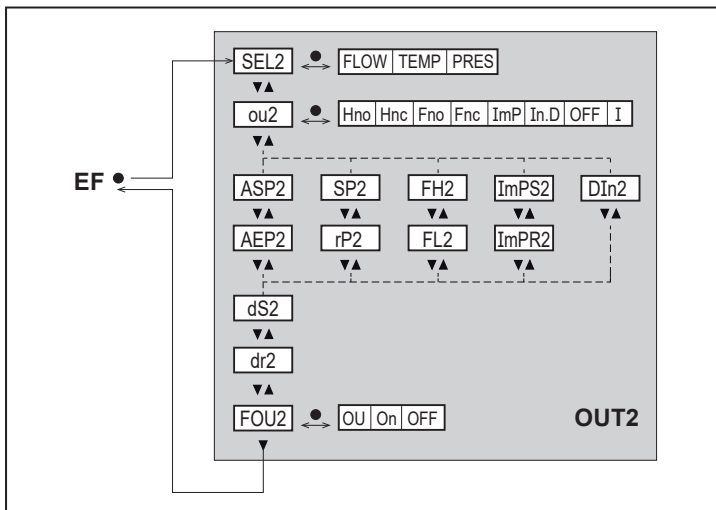 SEL2 FLOW TEMP PRES
ou2 Hno Hnc Fno Fnc ImP In.D OFF I
EF
ASP2 SP2 FH2 ImPS2 DIn2
AEP2 rP2 FL2 ImPR2
dS2
dr2
FOU2 OU On OFF OUT2